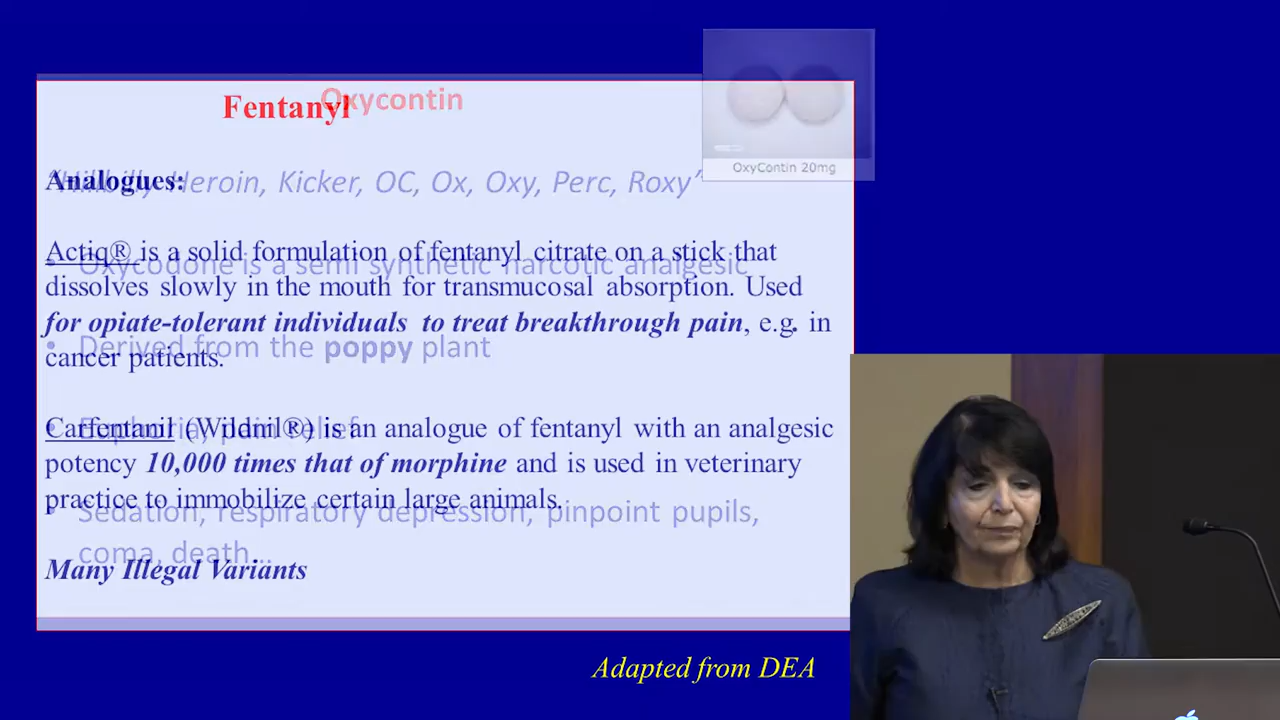 Fentanyl
Oxycontin
OxyContin 20mg
Analogues:
"Hillbilly Heroin, Kicker, OC, Ox, Oxy, Perc, Roxy"
Actiq® is a solid formulation of fentanyl citrate on a stick that
• Oxycodone is a semi synthetic narcotic analgesic
dissolves slowly in the mouth for transmucosal absorption. Used
for opiate-tolerant individuals to treat breakthrough pain, e.g. in
• Derived from the poppy plant
cancer patients.
Carfentanil (Wildnil®) is an analogue of fentanyl with an analgesic
• Euphoria, pain relief
potency 10,000 times that of morphine and is used in veterinary
practice to immobilize certain large animals.
• Sedation, respiratory depression, pinpoint pupils,
coma, death...
Many Illegal Variants
Adapted from DEA